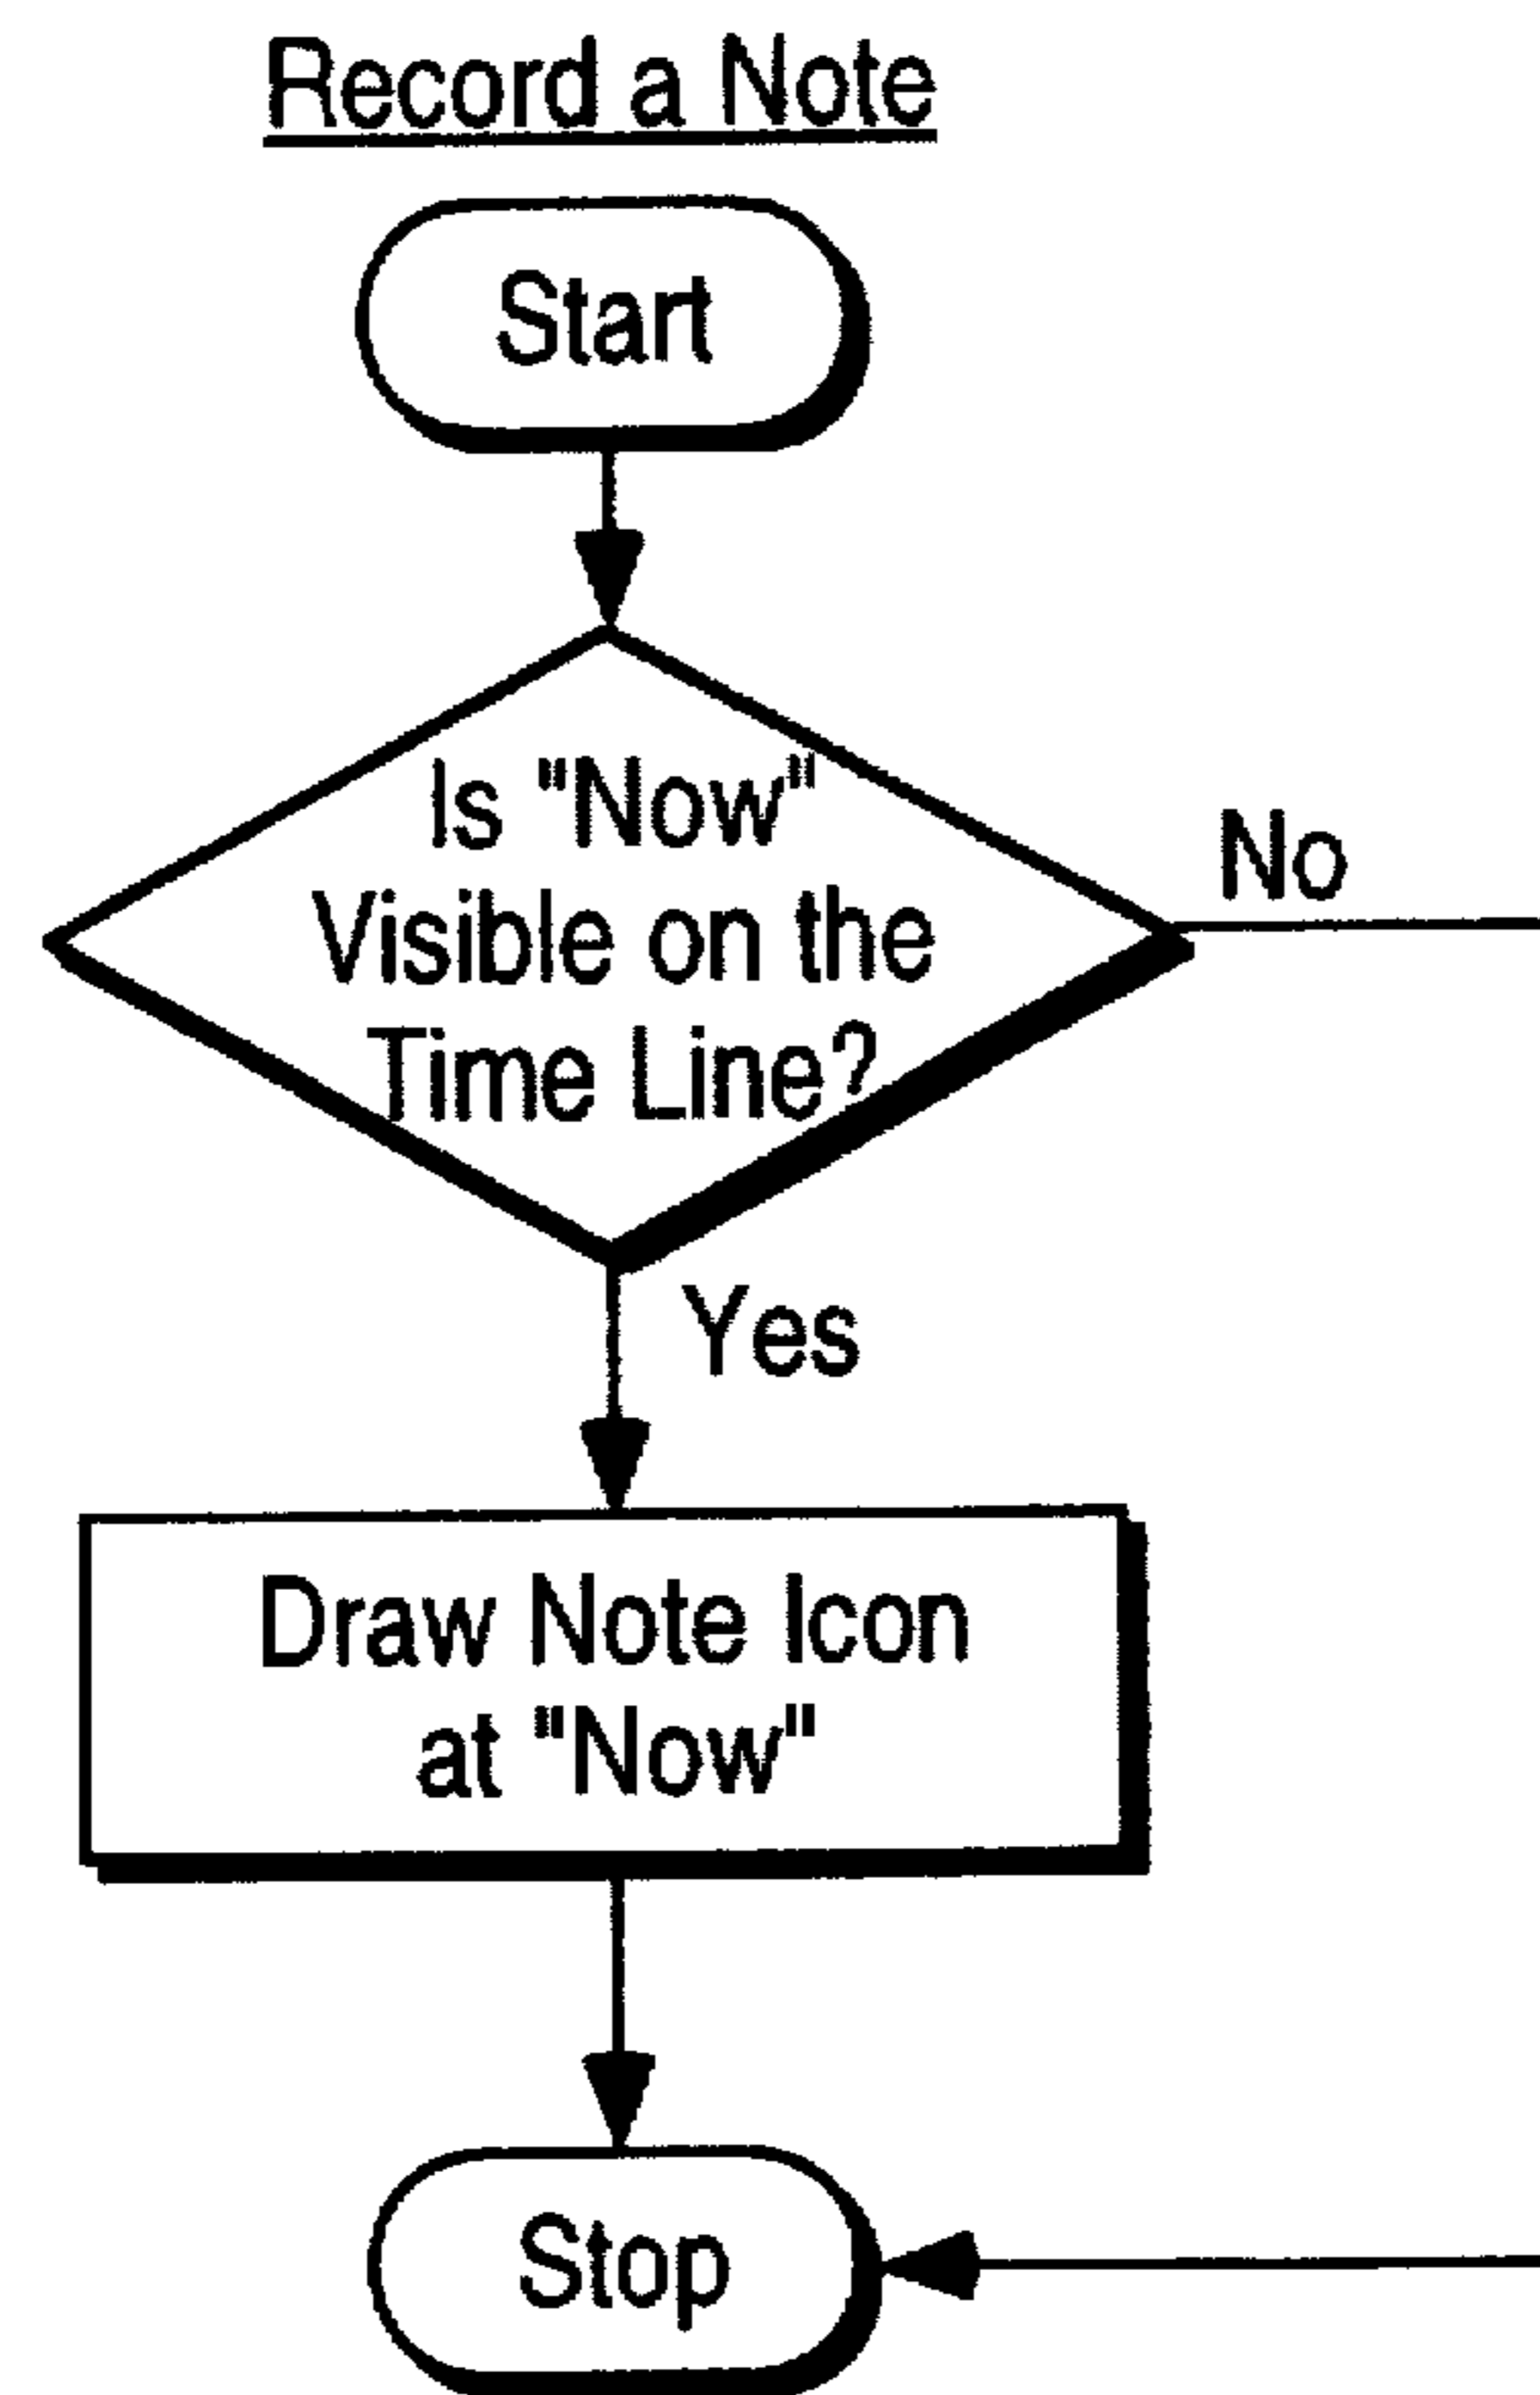 Record a Note
Start
Is "Now"
Visible on the
Time Line?
No
Yes
Draw Note Icon
at "Now"
Stop